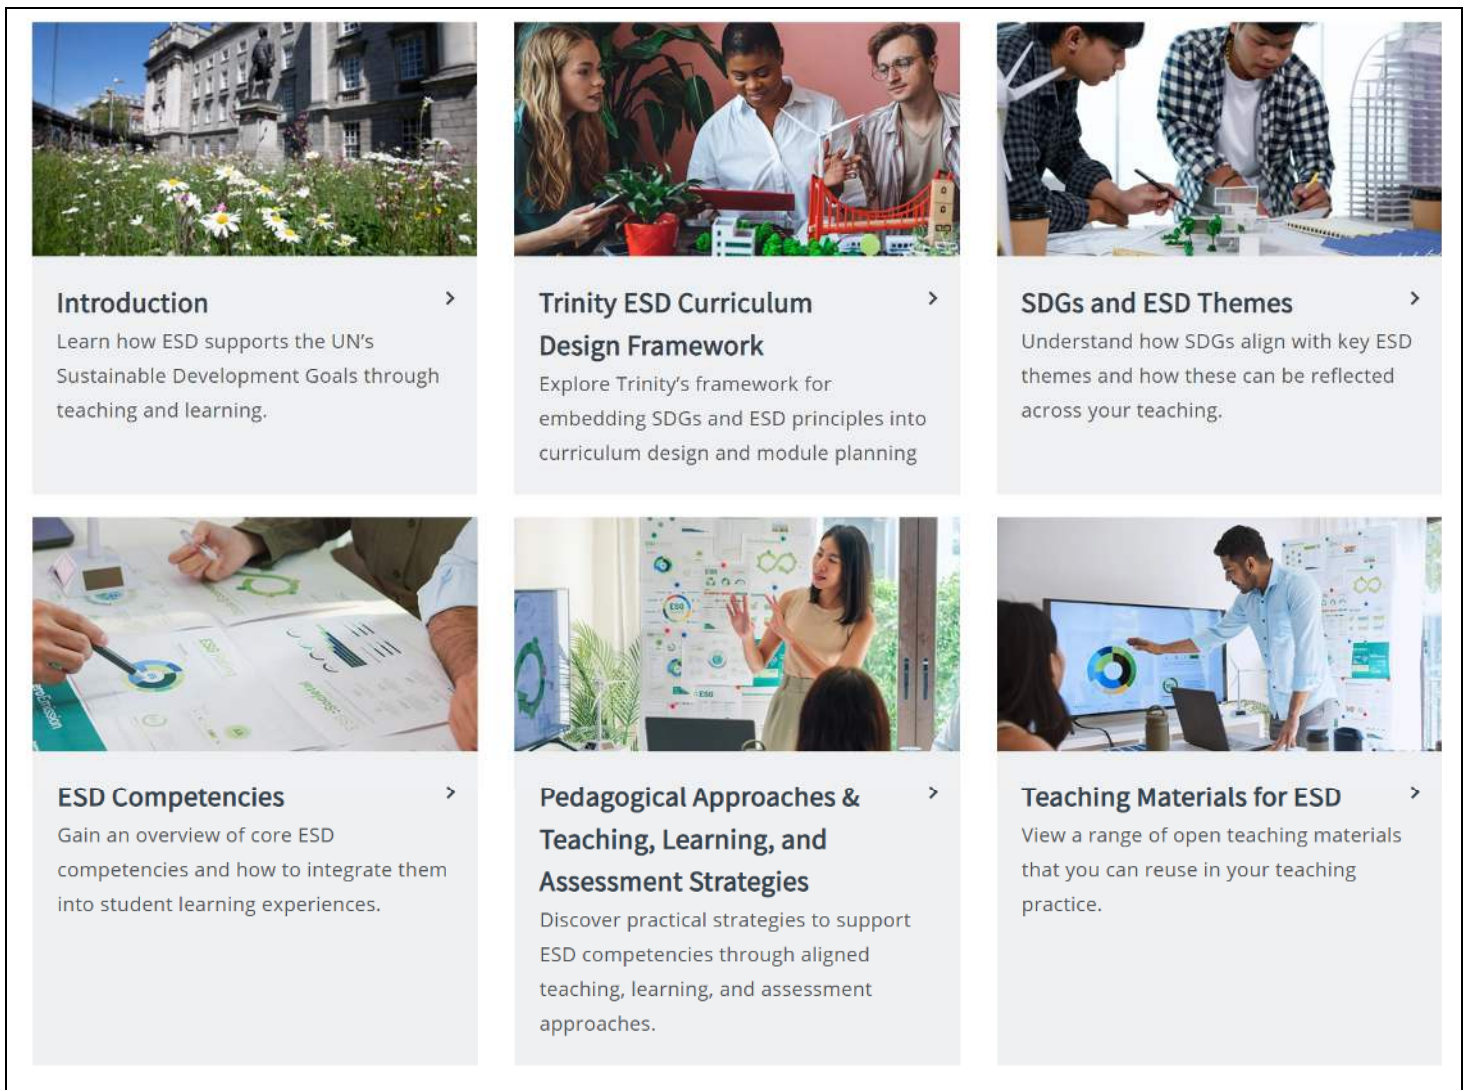 Introduction
Learn how ESD supports the UN's
Sustainable Development Goals through
teaching and learning.
Trinity ESD Curriculum
Design Framework
Explore Trinity's framework for
embedding SDGs and ESD principles into
curriculum design and module planning
SDGs and ESD Themes
Understand how SDGs align with key ESD
themes and how these can be reflected
across your teaching.
ESG
ESG
ESD Competencies
Gain an overview of core ESD
competencies and how to integrate them
into student learning experiences.
Pedagogical Approaches &
Teaching, Learning, and
Assessment Strategies
Discover practical strategies to support
ESD competencies through aligned
teaching, learning, and assessment
approaches.
Teaching Materials for ESD
View a range of open teaching materials
that you can reuse in your teaching
practice.